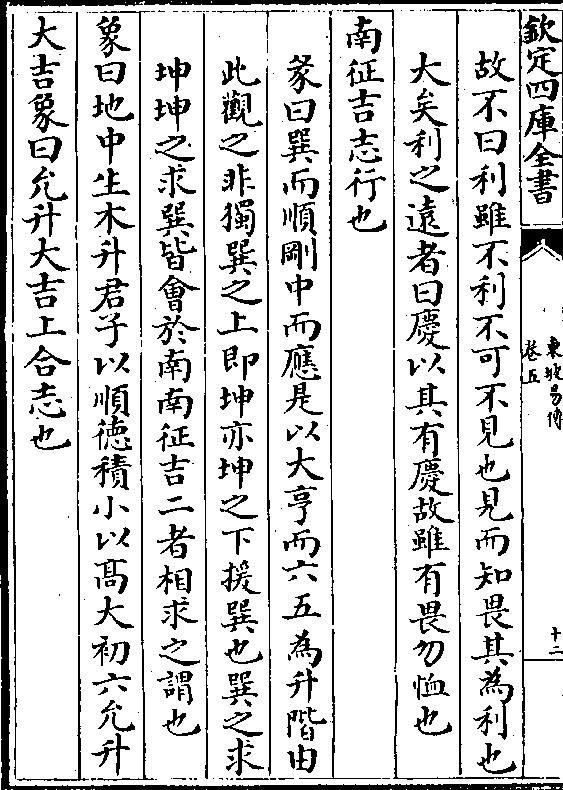 欽定四庫全書
東坡易傳
卷五
十二
故不曰利雖不利不可不見也見而知畏其為利也
大矣利之遠者曰慶以其有慶故雖有畏勿恤也
南征吉志行也
彖曰巽而順剛中而應是以大亨而六五為升階由
此觀之非獨巽之上即坤亦坤之下援巽也巽之求
坤坤之求巽皆會於南南征吉二者相求之謂也
象曰地中生木升君子以順徳積小以髙大初六允升
大吉象曰允升大吉上合志也